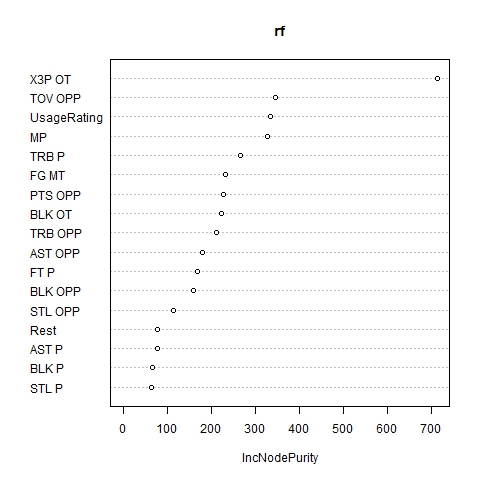 rf
X3P OT
TOV OPP
UsageRating
MP
TRB P
FG MT
PTS OPP
BLK OT
TRB OPP
AST OPP
FT P
BLK OPP
STL OPP
Rest
AST P
BLK P
STL P
0 100 200 300 400 500 600 700
IncNodePurity